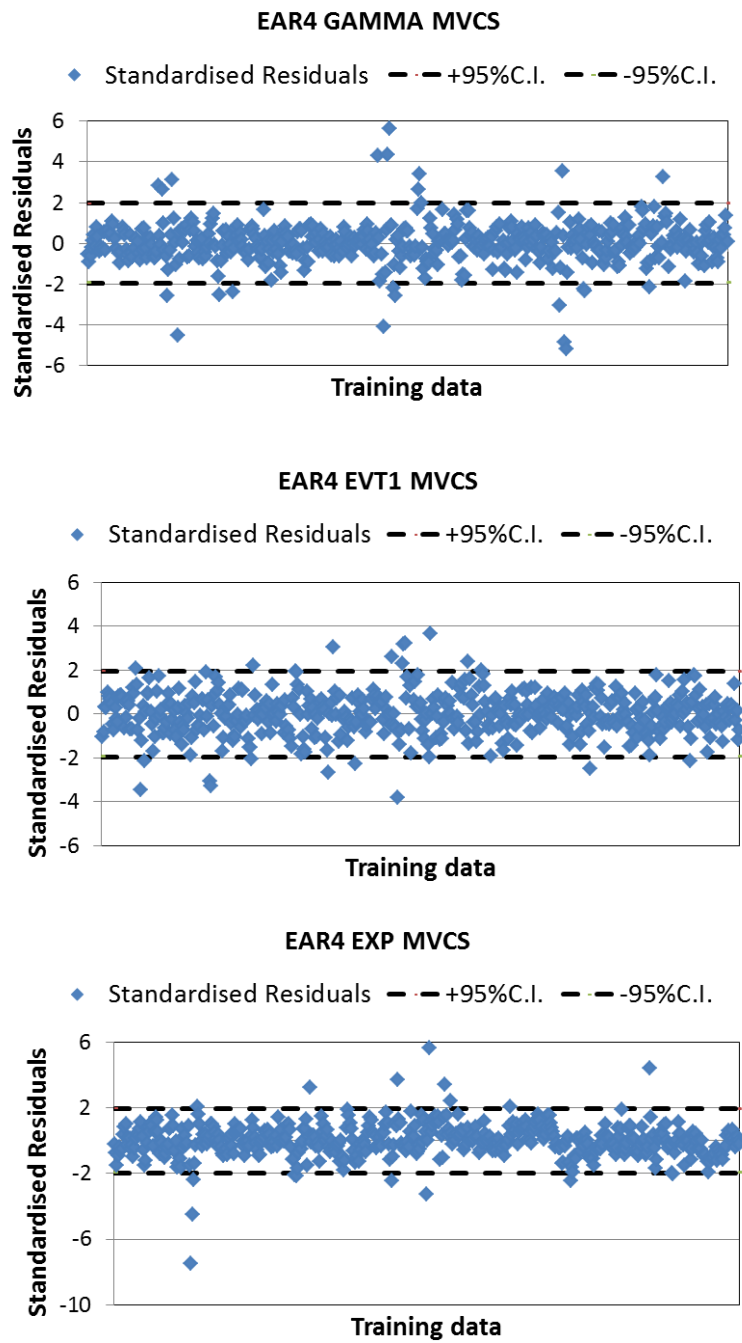 EAR4 GAMMA MVCS
Standardised Residuals +95%C.I. -95%C.I.
Standardised Residuals
6
4
2
0
-2
-4
-6
Training data
EAR4 EVT1 MVCS
Standardised Residuals +95%C.I. -95%C.I.
Standardised Residuals
6
4
2
0
-2
-4
-6
Training data
EAR4 EXP MVCS
Standardised Residuals +95%C.I. -95%C.I.
Standardised Residuals
6
2
-2
-6
-10
Training data